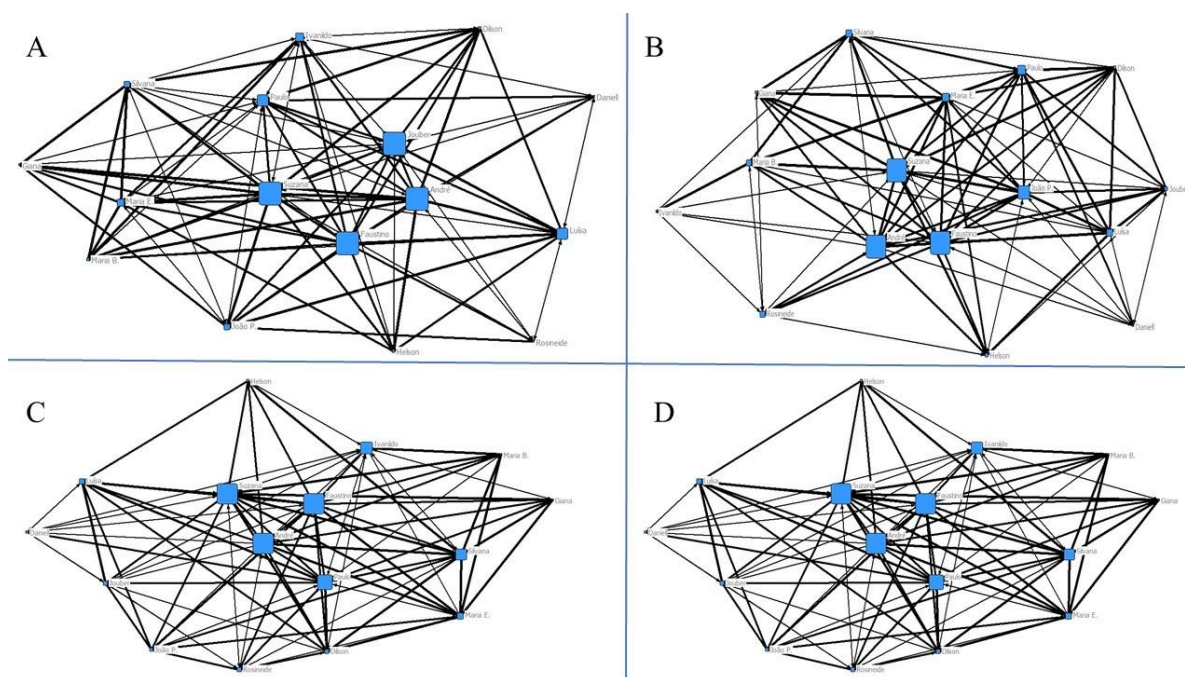 A
Ivanildo
Dilson
Silvana
Paulo
Daniell
Jouber
Giana
Suzana
André
Maria E.
Faustino
Luísa
Maria B.
João P.
Helson
Rosineide
B
Silvana
Paulo
Dilson
Giana
Maria E.
Maria B.
Suzana
João P.
Jouber
Ivanildo
André
Faustino
Luísa
Rosineide
Daniell
Helson
C
Helson
Ivanildo
Maria B.
Luísa
Suzana
Faustino
Giana
Daniell
André
Silvana
Jouber
Paulo
Maria E.
João P.
Dilson
Rosineide
D
Helson
Ivanildo
Maria B.
Luísa
Suzana
Faustino
Giana
Daniell
André
Silvana
Jouber
Paulo
Maria E.
João P.
Dilson
Rosineide